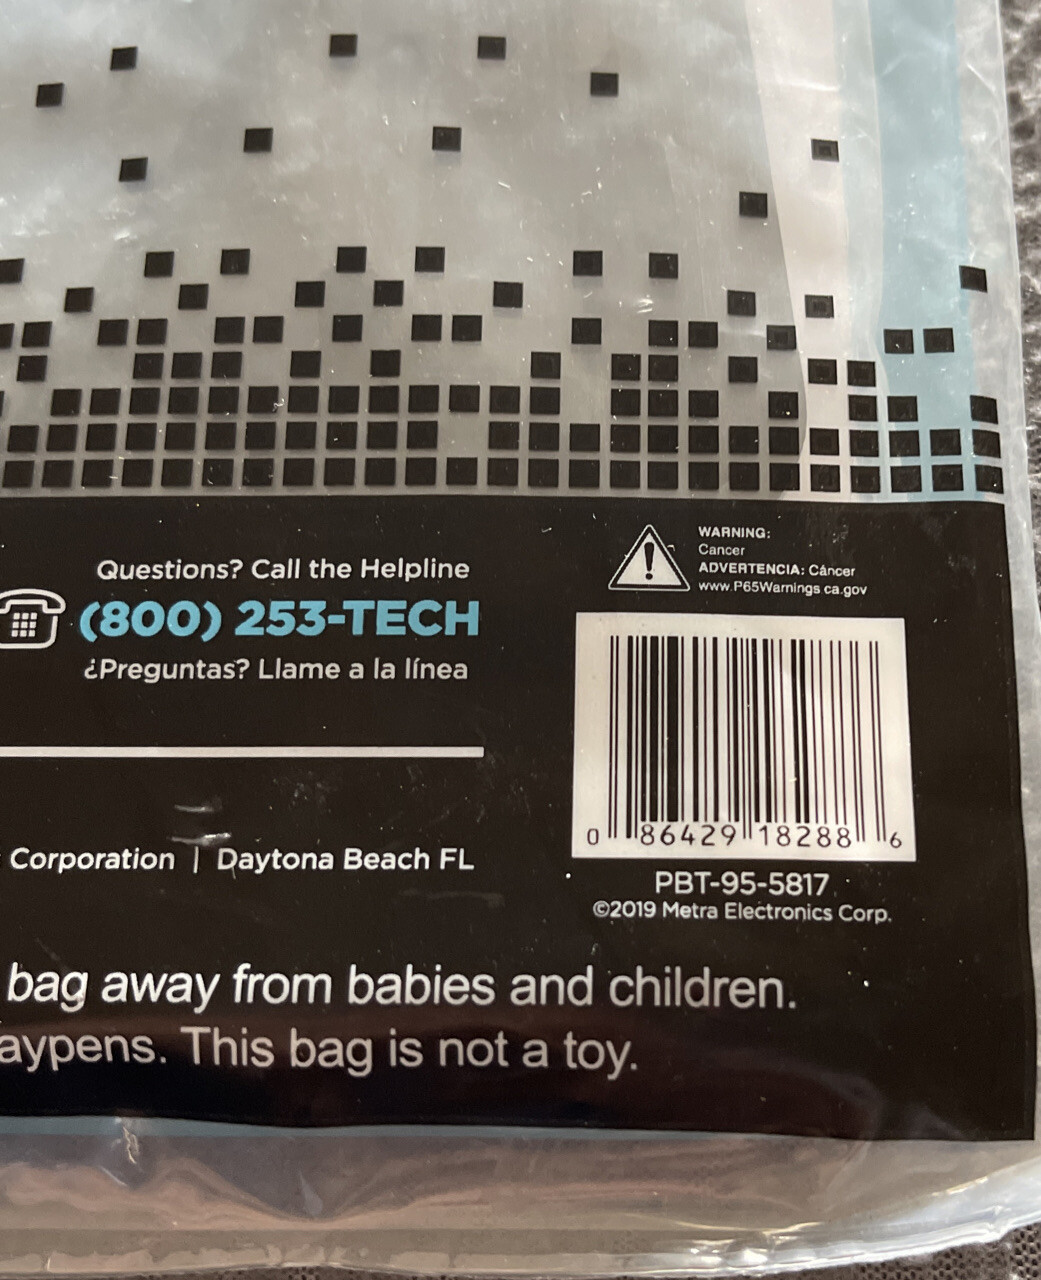 WARNING:
Cancer
ADVERTENCIA: Cáncer
www.P65Warnings.ca.gov
Questions? Call the Helpline
(800) 253-TECH
¿Preguntas? Llame a la línea
0 86429 18288 6
Corporation | Daytona Beach FL
PBT-95-5817
©2019 Metra Electronics Corp.
bag away from babies and children.
aypens. This bag is not a toy.